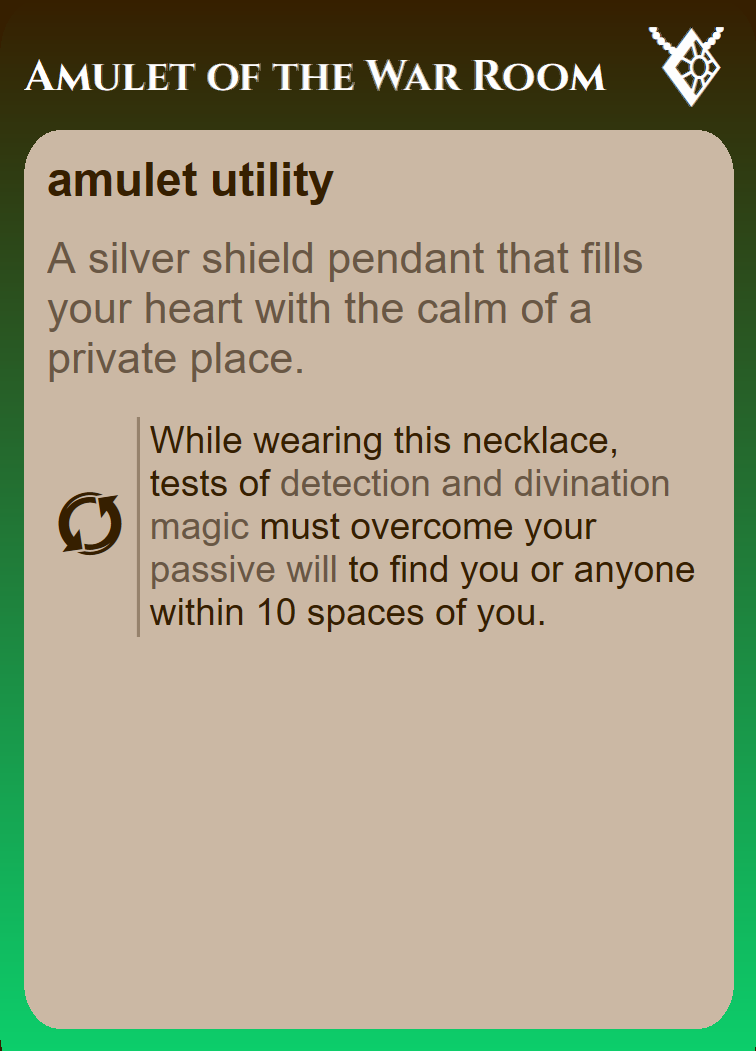 Amulet of the War Room
amulet utility
A silver shield pendant that fills
your heart with the calm of a
private place.
While wearing this necklace,
tests of detection and divination
magic must overcome your
passive will to find you or anyone
within 10 spaces of you.